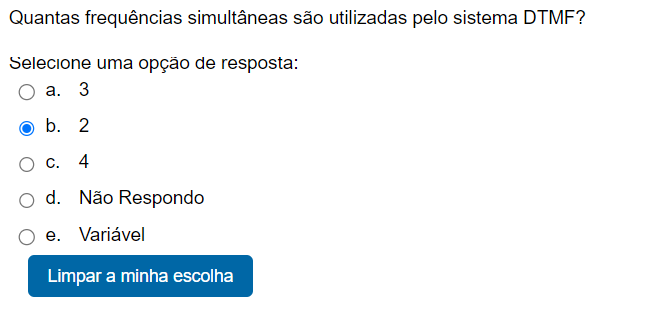 Quantas frequências simultâneas são utilizadas pelo sistema DTMF?
Selecione uma opção de resposta:
a. 3
b. 2
c. 4
d. Não Respondo
e. Variável
Limpar a minha escolha